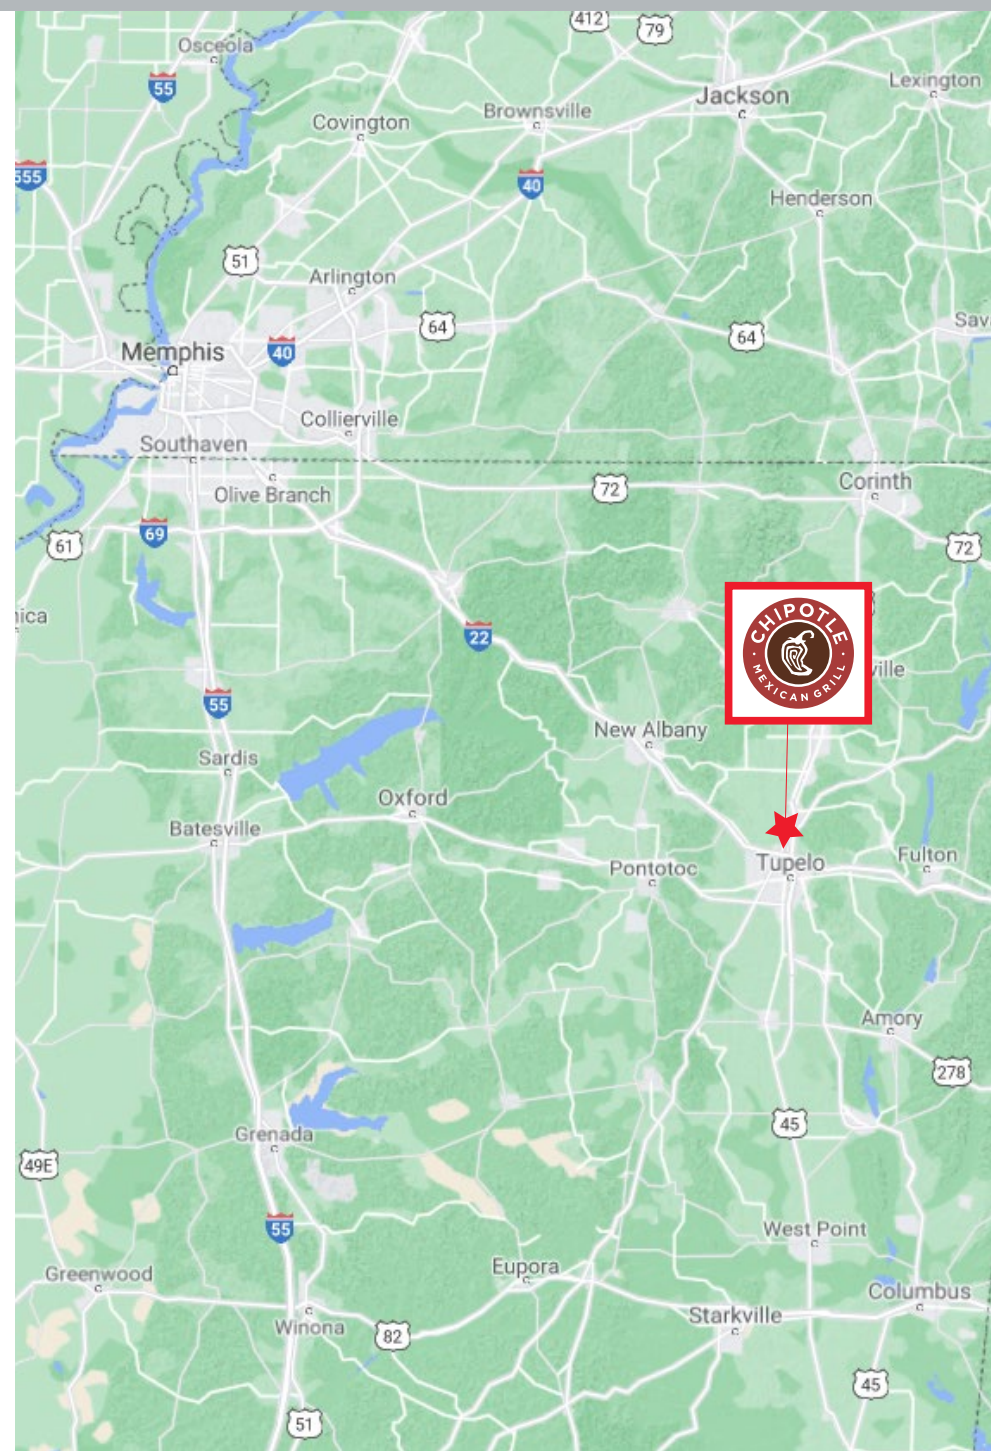 412
79
Osceola
55
Lexington
Jackson
Brownsville
Covington
555
40
Henderson
51
Arlington
64
Sav
64
Memphis
40
Collierville
Southaven
72
Corinth
Olive Branch
69
61
72
CHIPOTLE
MEXICAN GRILL
nica
22
ville
55
New Albany
Sardis
Oxford
Batesville
Tupelo
Fulton
Pontotoc
Amory
278
45
Grenada
49E
55
West Point
Eupora
Greenwood
Columbus
Starkville
Winona
82
45
51